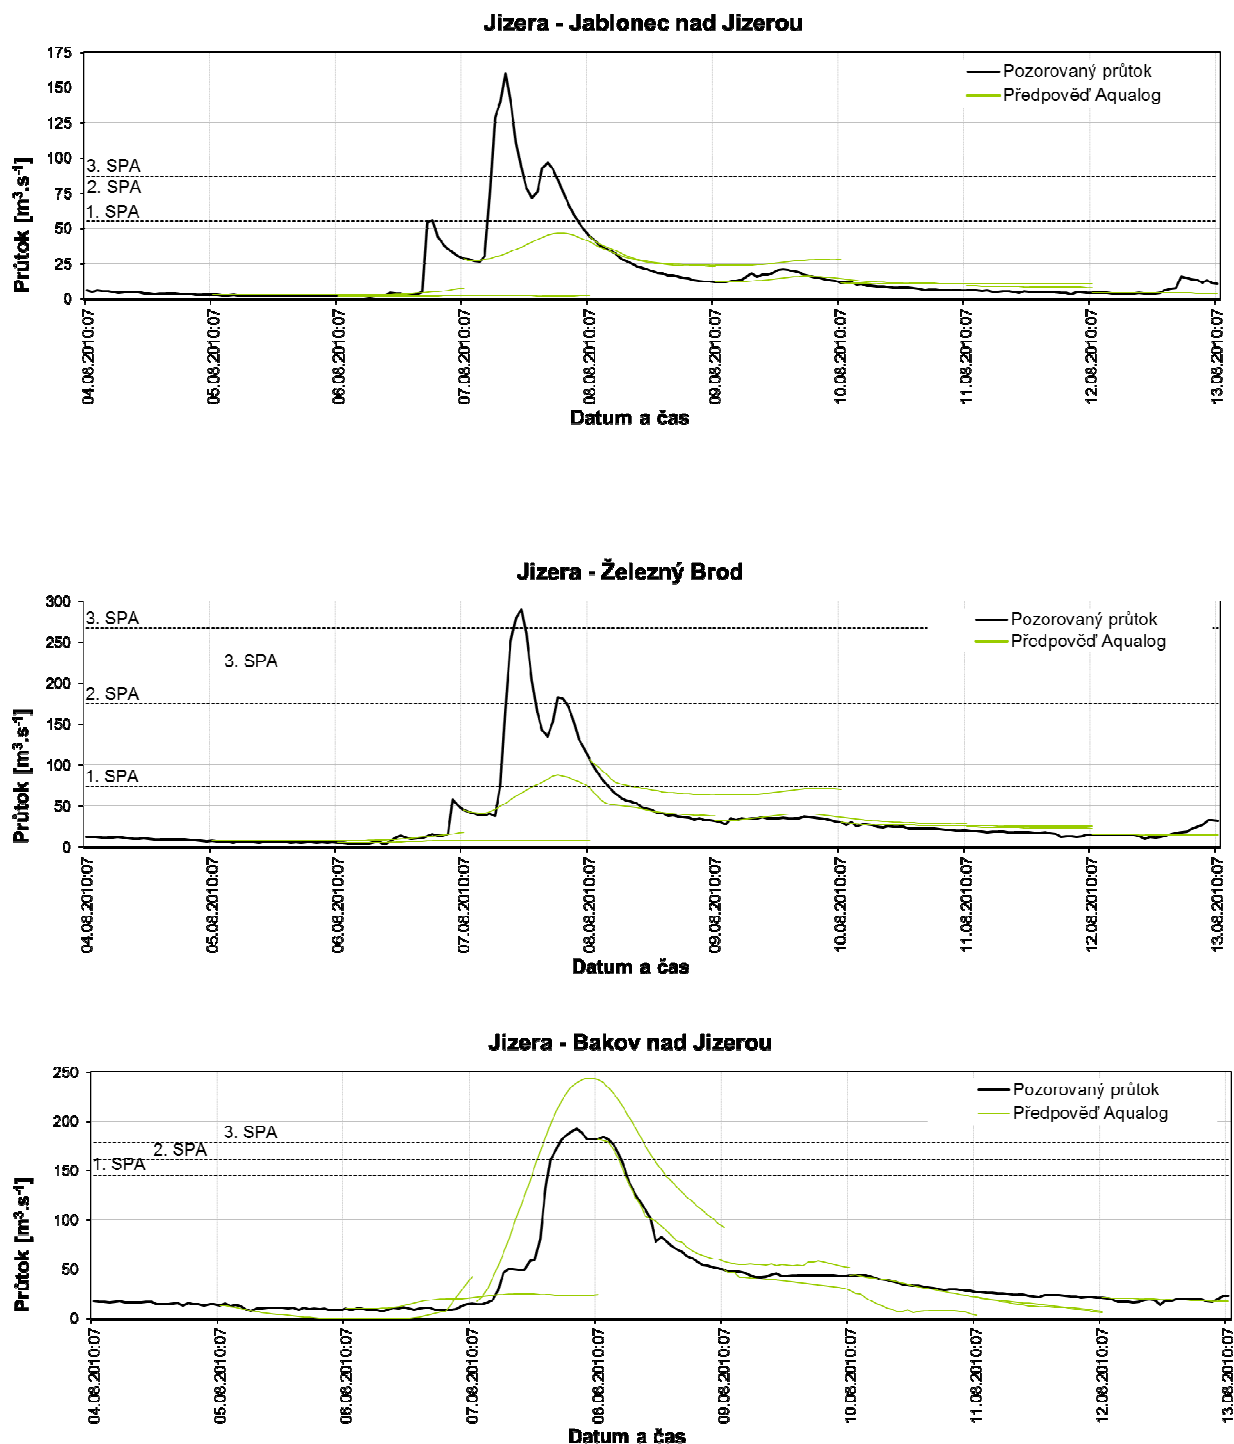 Jizera - Jablonec nad Jizerou
175
150
125
100
75
50
25
0
Průtok [m³.s⁻¹]
3. SPA
2. SPA
1. SPA
Pozorovaný průtok
Předpověď Aqualog
04.08.2010:07
05.08.2010:07
06.08.2010:07
07.08.2010:07
08.08.2010:07
09.08.2010:07
10.08.2010:07
11.08.2010:07
12.08.2010:07
13.08.2010:07
Datum a čas
Jizera - Železný Brod
300
250
200
150
100
50
0
Průtok [m³.s⁻¹]
3. SPA
3. SPA
2. SPA
1. SPA
Pozorovaný průtok
Předpověď Aqualog
04.08.2010:07
05.08.2010:07
06.08.2010:07
07.08.2010:07
08.08.2010:07
09.08.2010:07
10.08.2010:07
11.08.2010:07
12.08.2010:07
13.08.2010:07
Datum a čas
Jizera - Bakov nad Jizerou
250
200
150
100
50
0
Průtok [m³.s⁻¹]
3. SPA
2. SPA
1. SPA
Pozorovaný průtok
Předpověď Aqualog
04.08.2010:07
05.08.2010:07
06.08.2010:07
07.08.2010:07
08.08.2010:07
09.08.2010:07
10.08.2010:07
11.08.2010:07
12.08.2010:07
13.08.2010:07
Datum a čas